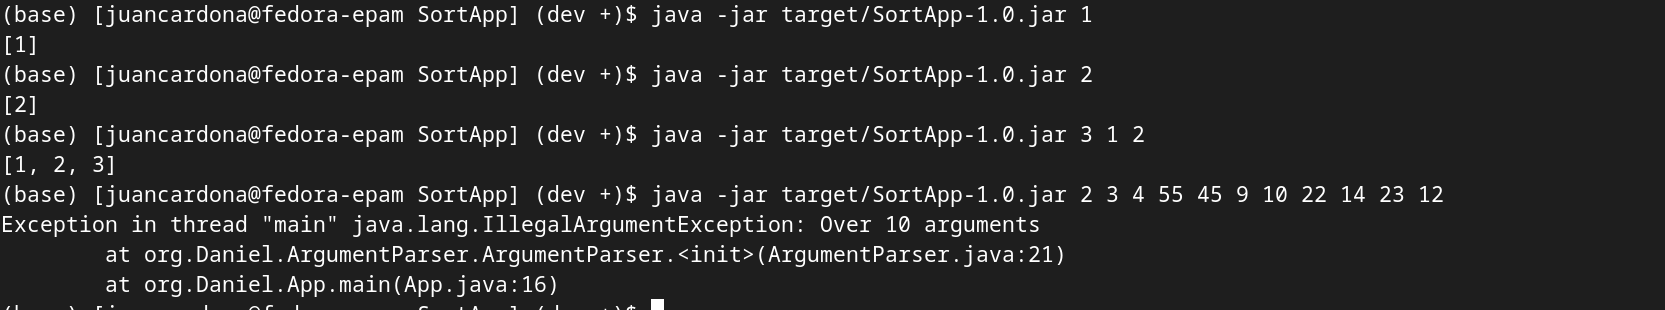 (base) [juancardona@fedora-epam SortApp] (dev +)$ java -jar target/SortApp-1.0.jar 1
[1]
(base) [juancardona@fedora-epam SortApp] (dev +)$ java -jar target/SortApp-1.0.jar 2
[2]
(base) [juancardona@fedora-epam SortApp] (dev +)$ java -jar target/SortApp-1.0.jar 3 1 2
[1, 2, 3]
(base) [juancardona@fedora-epam SortApp] (dev +)$ java -jar target/SortApp-1.0.jar 2 3 4 55 45 9 10 22 14 23 12
Exception in thread "main" java.lang.IllegalArgumentException: Over 10 arguments
        at org.Daniel.ArgumentParser.ArgumentParser.<init>(ArgumentParser.java:21)
        at org.Daniel.App.main(App.java:16)